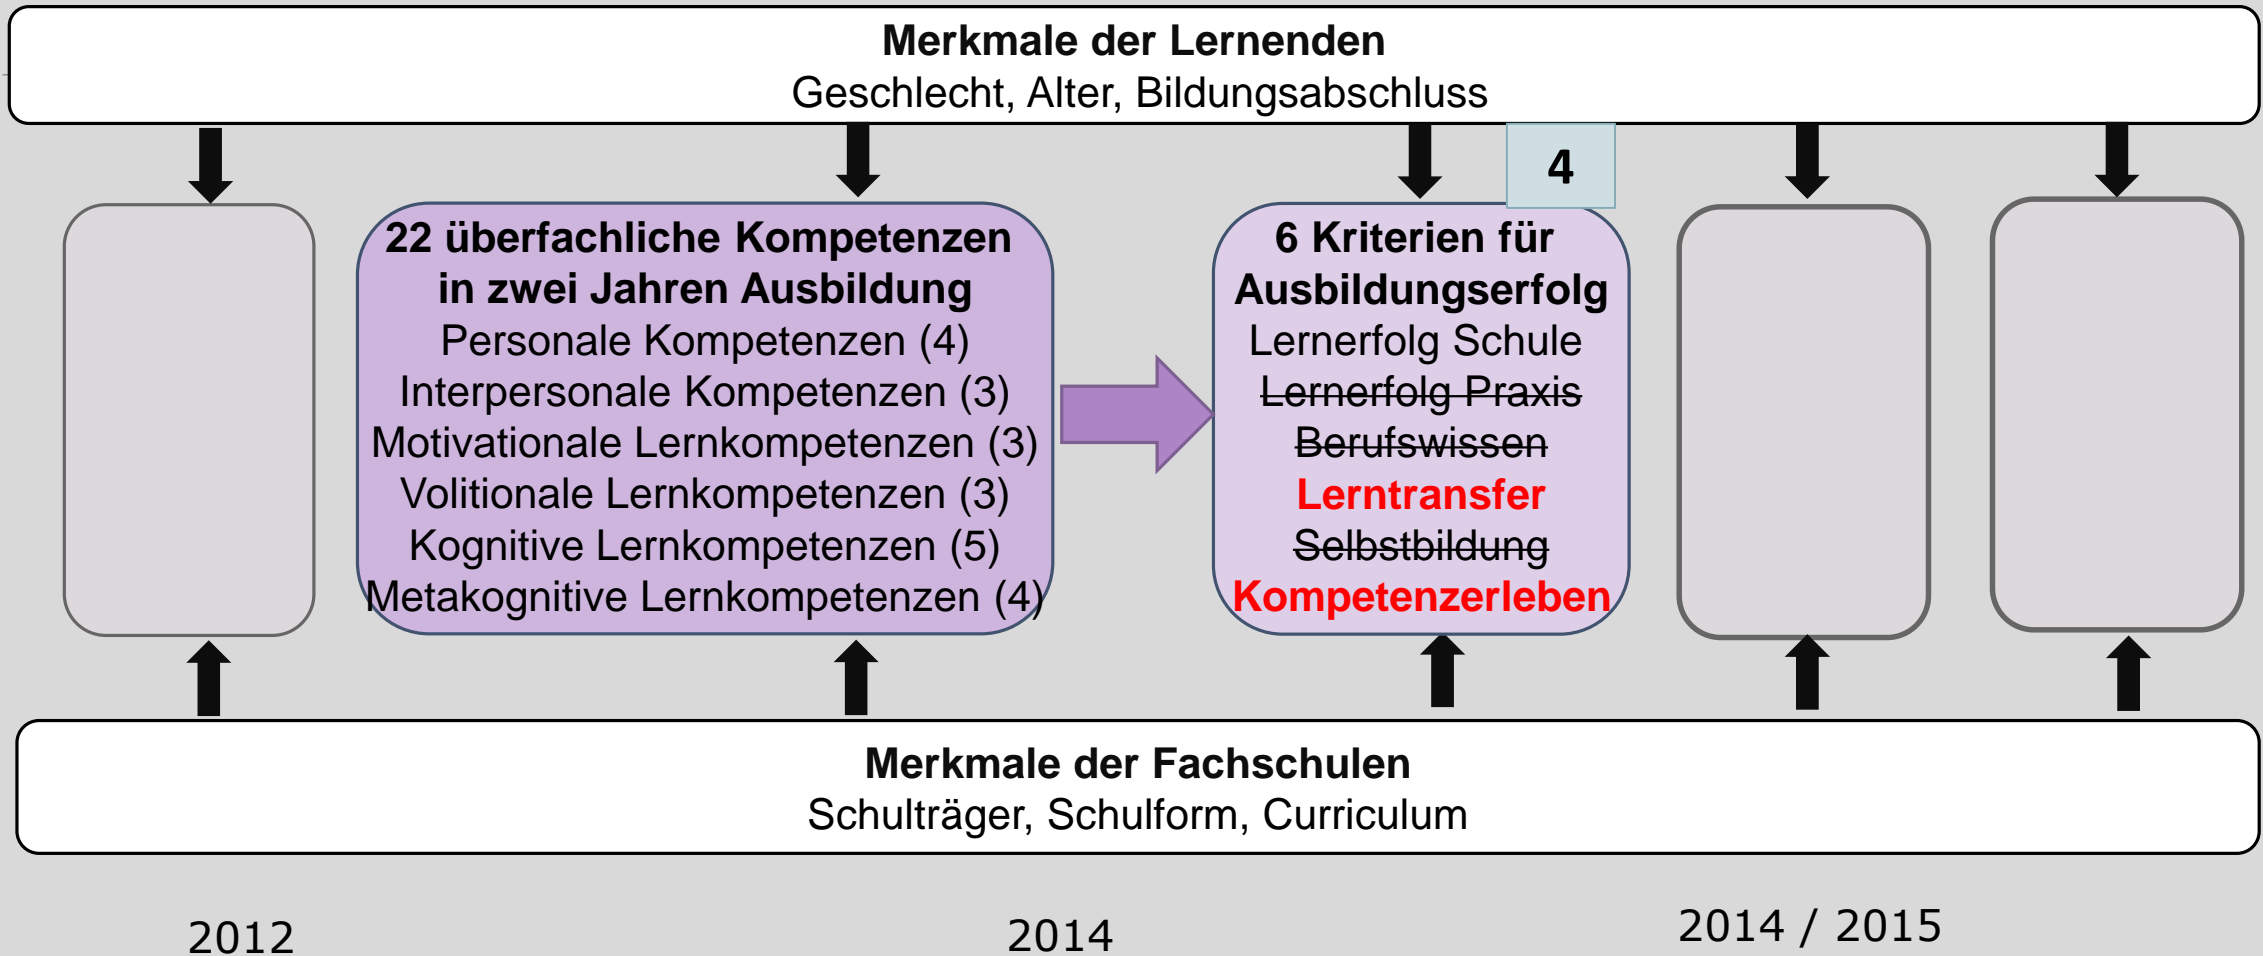 Merkmale der Lernenden
Geschlecht, Alter, Bildungsabschluss
4
22 überfachliche Kompetenzen
in zwei Jahren Ausbildung
Personale Kompetenzen (4)
Interpersonale Kompetenzen (3)
Motivationale Lernkompetenzen (3)
Volitionale Lernkompetenzen (3)
Kognitive Lernkompetenzen (5)
Metakognitive Lernkompetenzen (4)
6 Kriterien für
Ausbildungserfolg
Lernerfolg Schule
Lernerfolg Praxis
Berufswissen
Lerntransfer
Selbstbildung
Kompetenzerleben
Merkmale der Fachschulen
Schulträger, Schulform, Curriculum
2012
2014
2014 / 2015